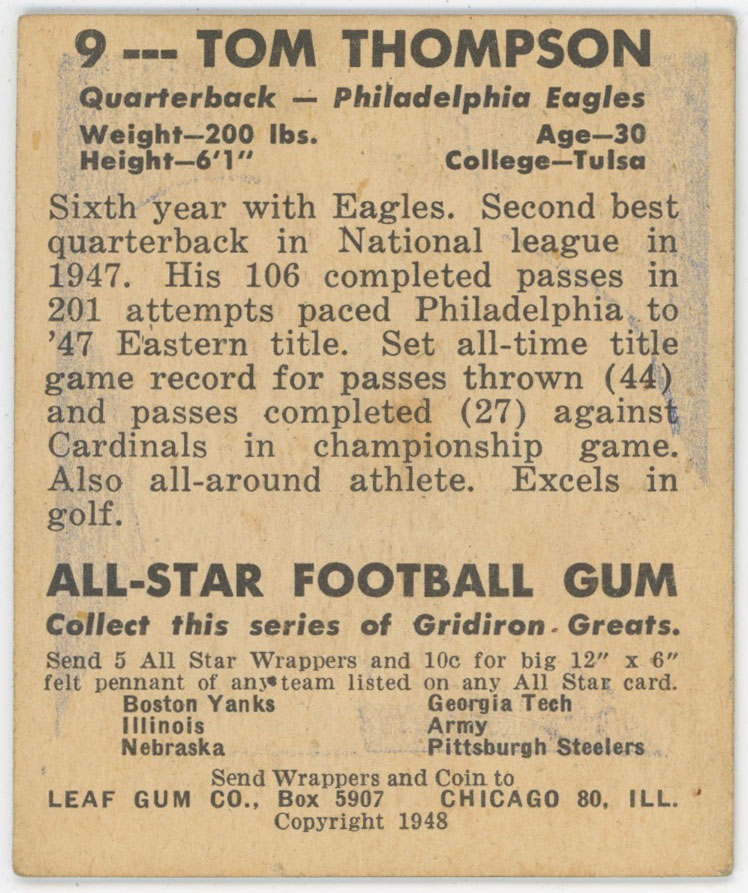 9 --- TOM THOMPSON
Quarterback — Philadelphia Eagles
Weight—200 lbs. Age—30
Height—6'1" College—Tulsa
Sixth year with Eagles. Second best
quarterback in National league in
1947. His 106 completed passes in
201 attempts paced Philadelphia to
'47 Eastern title. Set all-time title
game record for passes thrown (44)
and passes completed (27) against
Cardinals in championship game.
Also all-around athlete. Excels in
golf.
ALL-STAR FOOTBALL GUM
Collect this series of Gridiron Greats.
Send 5 All Star Wrappers and 10c for big 12" x 6"
felt pennant of any team listed on any All Star card.
Boston Yanks Georgia Tech
Illinois Army
Nebraska Pittsburgh Steelers
Send Wrappers and Coin to
LEAF GUM CO., Box 5907 CHICAGO 80, ILL.
Copyright 1948